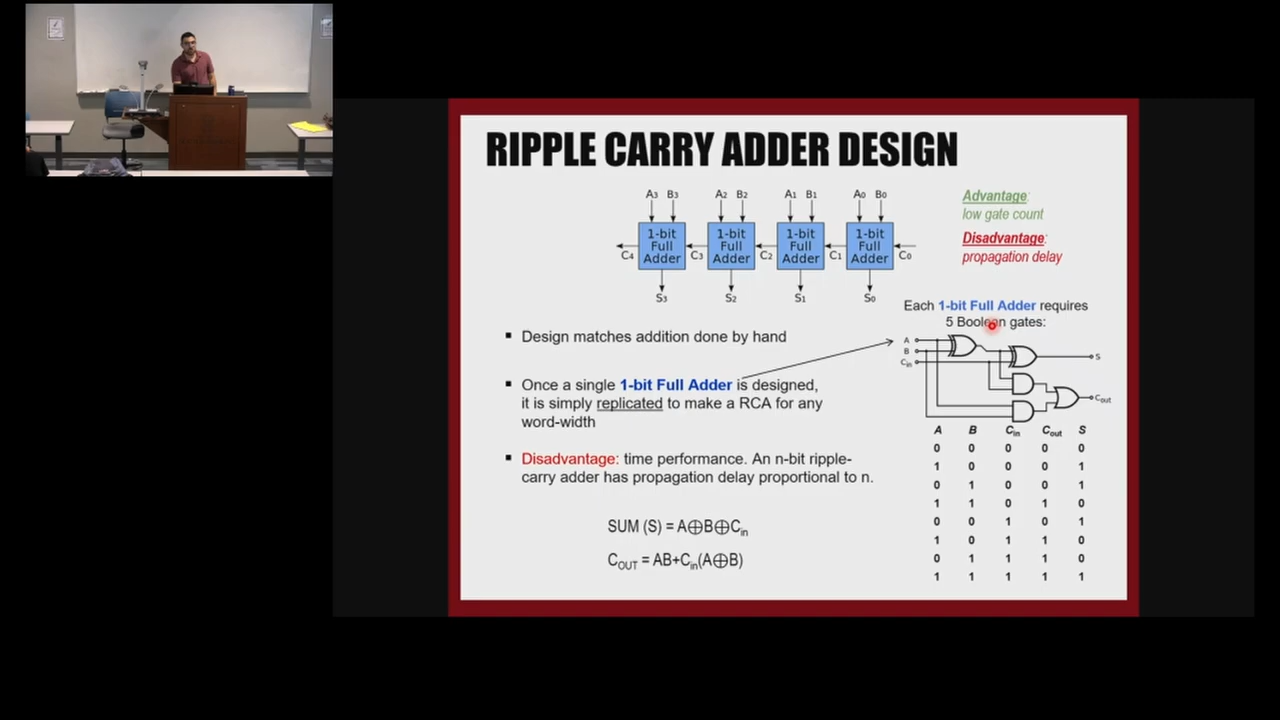 RIPPLE CARRY ADDER DESIGN
A3 B3 A2 B2 A1 B1 A0 B0
1-bit Full Adder 1-bit Full Adder 1-bit Full Adder 1-bit Full Adder
C4 C3 C2 C1 C0
S3 S2 S1 S0
Advantage:
low gate count
Disadvantage:
propagation delay
Each 1-bit Full Adder requires
5 Boolean gates:
▪ Design matches addition done by hand
▪ Once a single 1-bit Full Adder is designed,
it is simply replicated to make a RCA for any
word-width
▪ Disadvantage: time performance. An n-bit ripple-
carry adder has propagation delay proportional to n.
SUM (S) = A⊕B⊕Cin
COUT = AB+Cin(A⊕B)
A
B
Cin
S
Cout
A B Cin Cout S
0 0 0 0 0
1 0 0 0 1
0 1 0 0 1
1 1 0 1 0
0 0 1 0 1
1 0 1 1 0
0 1 1 1 0
1 1 1 1 1